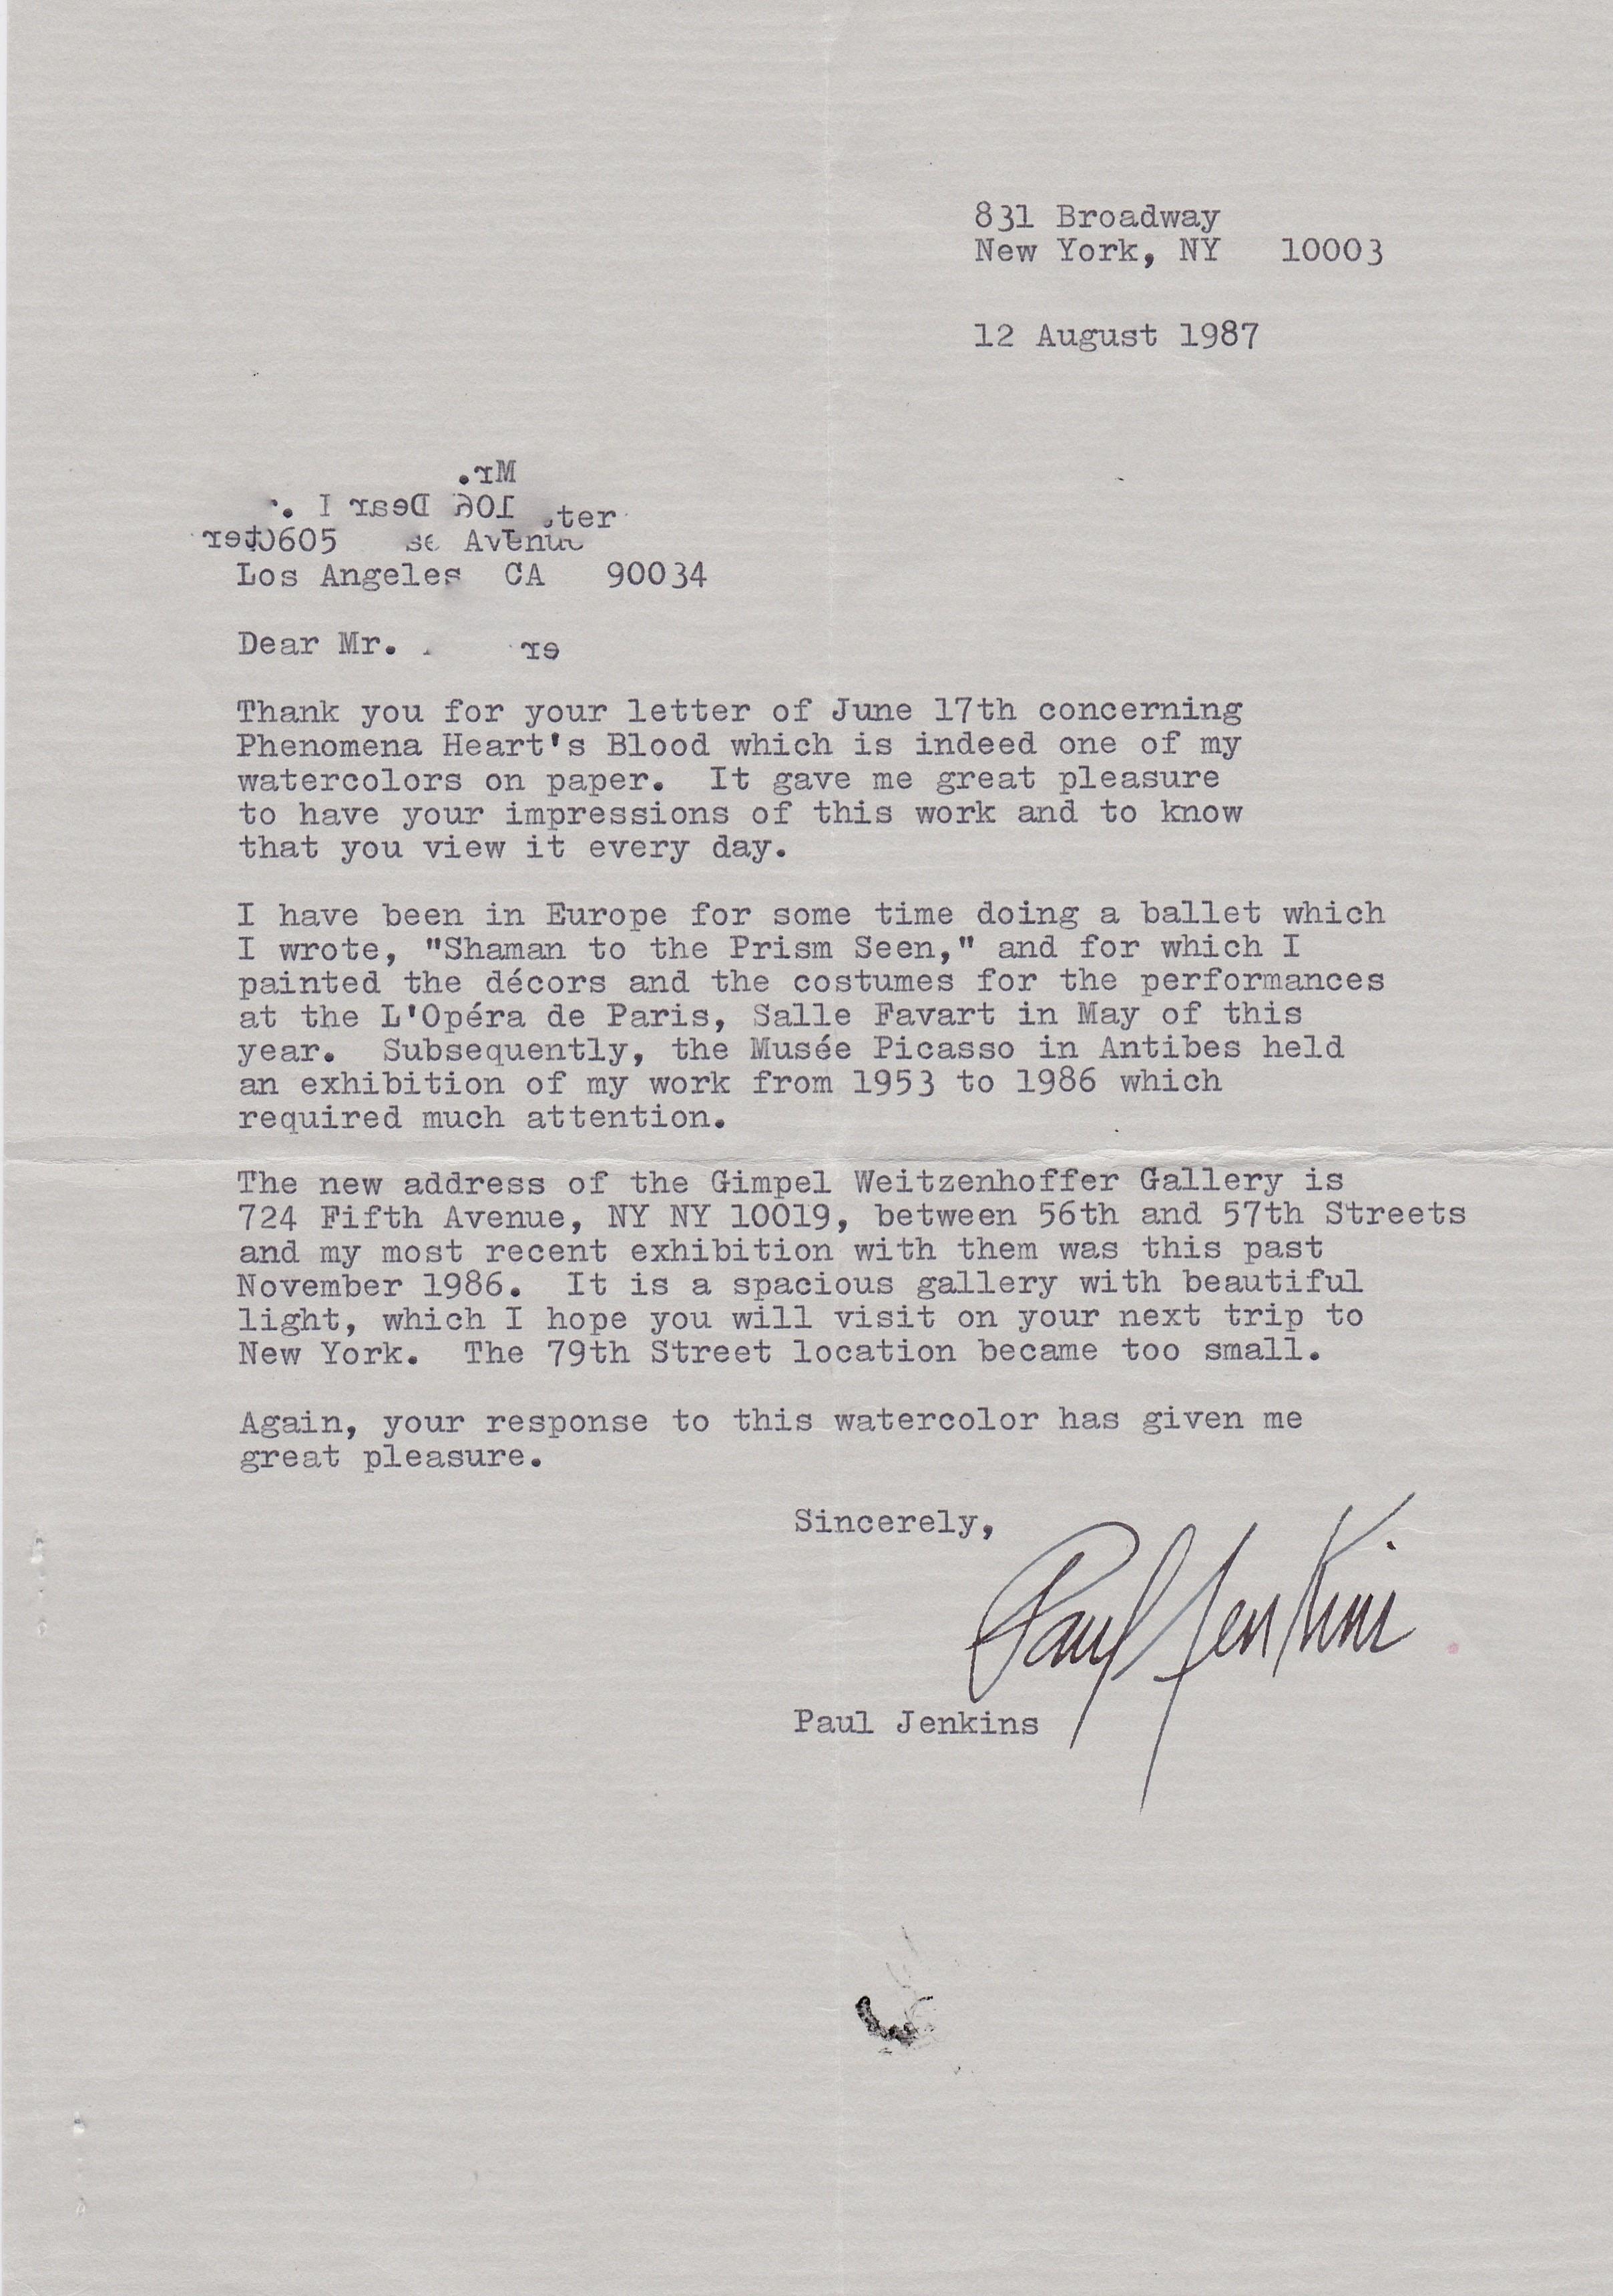 831 Broadway
New York, NY 10003
12 August 1987
Mr.
Dear
0605 Avenue
Los Angeles CA 90034
Dear Mr.
Thank you for your letter of June 17th concerning
Phenomena Heart's Blood which is indeed one of my
watercolors on paper. It gave me great pleasure
to have your impressions of this work and to know
that you view it every day.
I have been in Europe for some time doing a ballet which
I wrote, "Shaman to the Prism Seen," and for which I
painted the décors and the costumes for the performances
at the L'Opéra de Paris, Salle Favart in May of this
year. Subsequently, the Musée Picasso in Antibes held
an exhibition of my work from 1953 to 1986 which
required much attention.
The new address of the Gimpel Weitzenhoffer Gallery is
724 Fifth Avenue, NY NY 10019, between 56th and 57th Streets
and my most recent exhibition with them was this past
November 1986. It is a spacious gallery with beautiful
light, which I hope you will visit on your next trip to
New York. The 79th Street location became too small.
Again, your response to this watercolor has given me
great pleasure.
Sincerely,
Paul Jenkins
Paul Jenkins